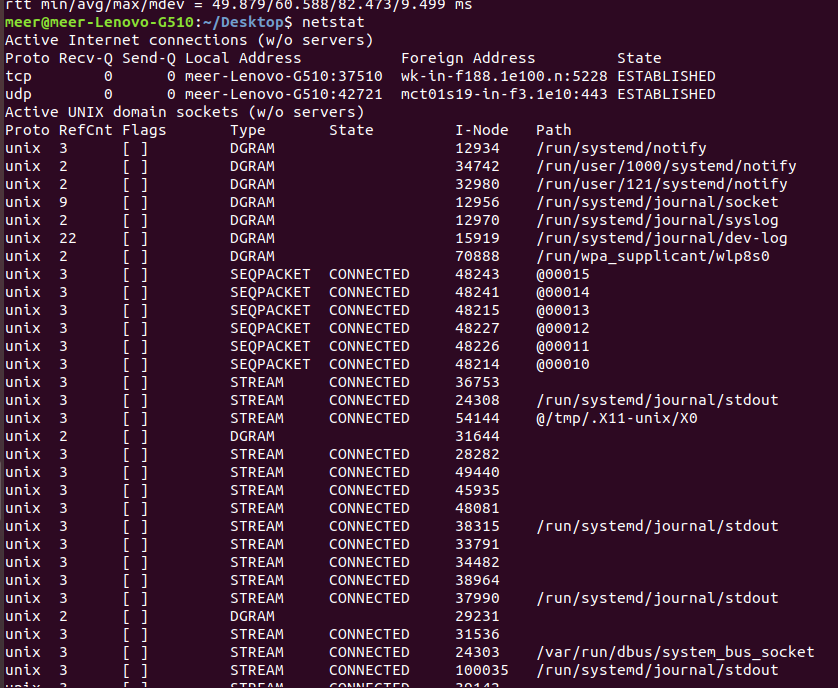 rtt min/avg/max/mdev = 49.879/60.588/82.473/9.499 ms
meer@meer-Lenovo-G510:~/Desktop$ netstat
Active Internet connections (w/o servers)
Proto Recv-Q Send-Q Local Address           Foreign Address         State
tcp        0      0 meer-Lenovo-G510:37510  wk-in-f188.1e100.n:5228 ESTABLISHED
udp        0      0 meer-Lenovo-G510:42721  mct01s19-in-f3.1e10:443 ESTABLISHED
Active UNIX domain sockets (w/o servers)
Proto RefCnt Flags       Type       State         I-Node   Path
unix  3      [ ]         DGRAM                    12934    /run/systemd/notify
unix  2      [ ]         DGRAM                    34742    /run/user/1000/systemd/notify
unix  2      [ ]         DGRAM                    32980    /run/user/121/systemd/notify
unix  9      [ ]         DGRAM                    12956    /run/systemd/journal/socket
unix  2      [ ]         DGRAM                    12970    /run/systemd/journal/syslog
unix  22     [ ]         DGRAM                    15919    /run/systemd/journal/dev-log
unix  2      [ ]         DGRAM                    70888    /run/wpa_supplicant/wlp8s0
unix  3      [ ]         SEQPACKET  CONNECTED     48243    @00015
unix  3      [ ]         SEQPACKET  CONNECTED     48241    @00014
unix  3      [ ]         SEQPACKET  CONNECTED     48215    @00013
unix  3      [ ]         SEQPACKET  CONNECTED     48227    @00012
unix  3      [ ]         SEQPACKET  CONNECTED     48226    @00011
unix  3      [ ]         SEQPACKET  CONNECTED     48214    @00010
unix  3      [ ]         STREAM     CONNECTED     36753
unix  3      [ ]         STREAM     CONNECTED     24308    /run/systemd/journal/stdout
unix  3      [ ]         STREAM     CONNECTED     54144    @/tmp/.X11-unix/X0
unix  2      [ ]         DGRAM                    31644
unix  3      [ ]         STREAM     CONNECTED     28282
unix  3      [ ]         STREAM     CONNECTED     49440
unix  3      [ ]         STREAM     CONNECTED     45935
unix  3      [ ]         STREAM     CONNECTED     48081
unix  3      [ ]         STREAM     CONNECTED     38315    /run/systemd/journal/stdout
unix  3      [ ]         STREAM     CONNECTED     33791
unix  3      [ ]         STREAM     CONNECTED     34482
unix  3      [ ]         STREAM     CONNECTED     38964
unix  3      [ ]         STREAM     CONNECTED     37990    /run/systemd/journal/stdout
unix  2      [ ]         DGRAM                    29231
unix  3      [ ]         STREAM     CONNECTED     31536
unix  3      [ ]         STREAM     CONNECTED     24303    /var/run/dbus/system_bus_socket
unix  3      [ ]         STREAM     CONNECTED     100035   /run/systemd/journal/stdout
unix  3      [ ]         STREAM     CONNECTED